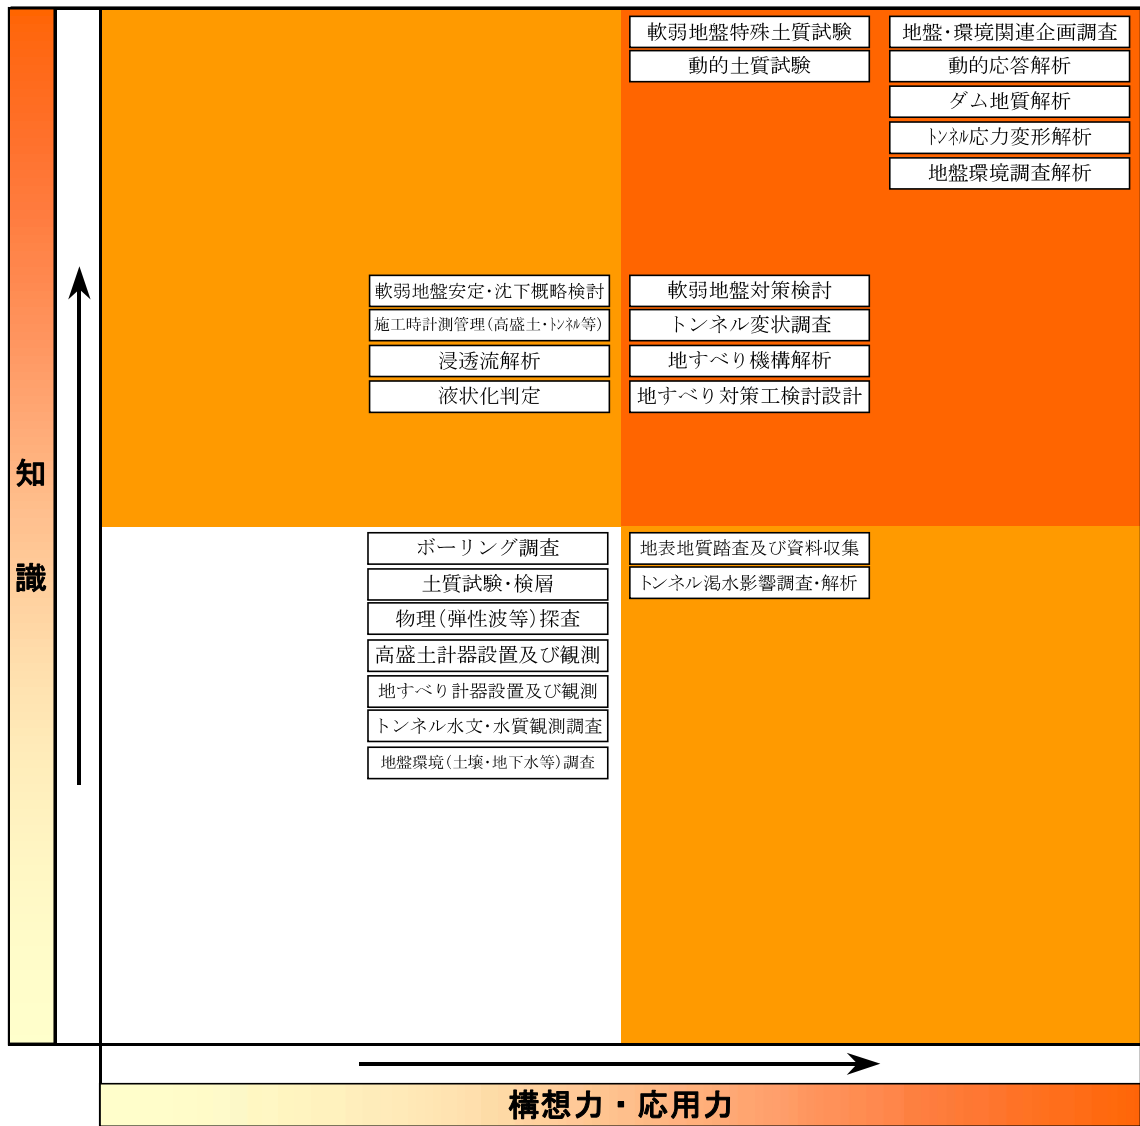 軟弱地盤特殊土質試験
動的土質試験
地盤・環境関連企画調査
動的応答解析
ダム地質解析
ﾄﾝﾈﾙ応力変形解析
地盤環境調査解析
軟弱地盤安定・沈下概略検討
施工時計測管理(高盛土・ﾄﾝﾈﾙ等)
浸透流解析
液状化判定
軟弱地盤対策検討
トンネル変状調査
地すべり機構解析
地すべり対策工検討設計
知
識
ボーリング調査
土質試験・検層
物理(弾性波等)探査
高盛土計器設置及び観測
地すべり計器設置及び観測
トンネル水文・水質観測調査
地盤環境(土壌・地下水等)調査
地表地質踏査及び資料収集
トンネル渇水影響調査・解析
構想力・応用力